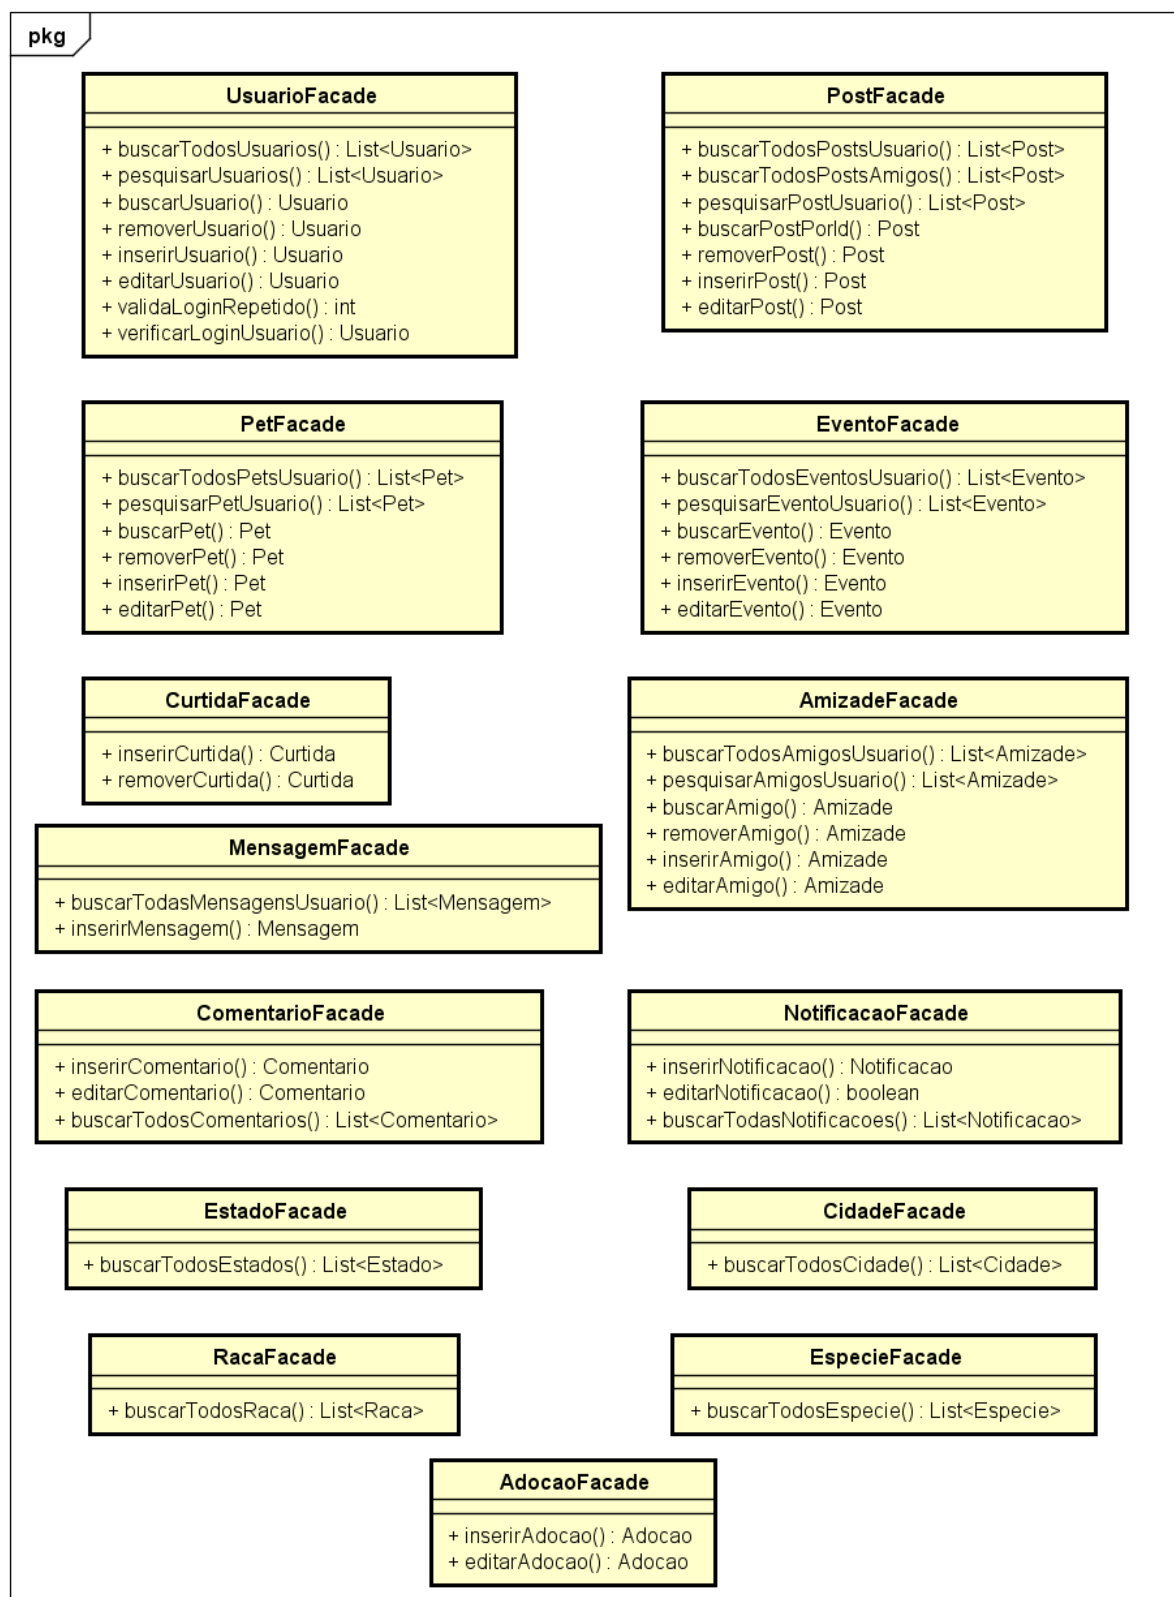 pkg
UsuarioFacade
+ buscarTodosUsuarios() : List<Usuario>
+ pesquisarUsuarios() : List<Usuario>
+ buscarUsuario() : Usuario
+ removerUsuario() : Usuario
+ inserirUsuario() : Usuario
+ editarUsuario() : Usuario
+ validaLoginRepetido() : int
+ verificarLoginUsuario() : Usuario
PostFacade
+ buscarTodosPostsUsuario() : List<Post>
+ buscarTodosPostsAmigos() : List<Post>
+ pesquisarPostUsuario() : List<Post>
+ buscarPostPorId() : Post
+ removerPost() : Post
+ inserirPost() : Post
+ editarPost() : Post
PetFacade
+ buscarTodosPetsUsuario() : List<Pet>
+ pesquisarPetUsuario() : List<Pet>
+ buscarPet() : Pet
+ removerPet() : Pet
+ inserirPet() : Pet
+ editarPet() : Pet
EventoFacade
+ buscarTodosEventosUsuario() : List<Evento>
+ pesquisarEventoUsuario() : List<Evento>
+ buscarEvento() : Evento
+ removerEvento() : Evento
+ inserirEvento() : Evento
+ editarEvento() : Evento
CurtidaFacade
+ inserirCurtida() : Curtida
+ removerCurtida() : Curtida
AmizadeFacade
+ buscarTodosAmigosUsuario() : List<Amizade>
+ pesquisarAmigosUsuario() : List<Amizade>
+ buscarAmigo() : Amizade
+ removerAmigo() : Amizade
+ inserirAmigo() : Amizade
+ editarAmigo() : Amizade
MensagemFacade
+ buscarTodasMensagensUsuario() : List<Mensagem>
+ inserirMensagem() : Mensagem
ComentarioFacade
+ inserirComentario() : Comentario
+ editarComentario() : Comentario
+ buscarTodosComentarios() : List<Comentario>
NotificacaoFacade
+ inserirNotificacao() : Notificacao
+ editarNotificacao() : boolean
+ buscarTodasNotificacoes() : List<Notificacao>
EstadoFacade
+ buscarTodosEstados() : List<Estado>
CidadeFacade
+ buscarTodosCidade() : List<Cidade>
RacaFacade
+ buscarTodosRaca() : List<Raca>
EspecieFacade
+ buscarTodosEspecie() : List<Especie>
AdocaoFacade
+ inserirAdocao() : Adocao
+ editarAdocao() : Adocao